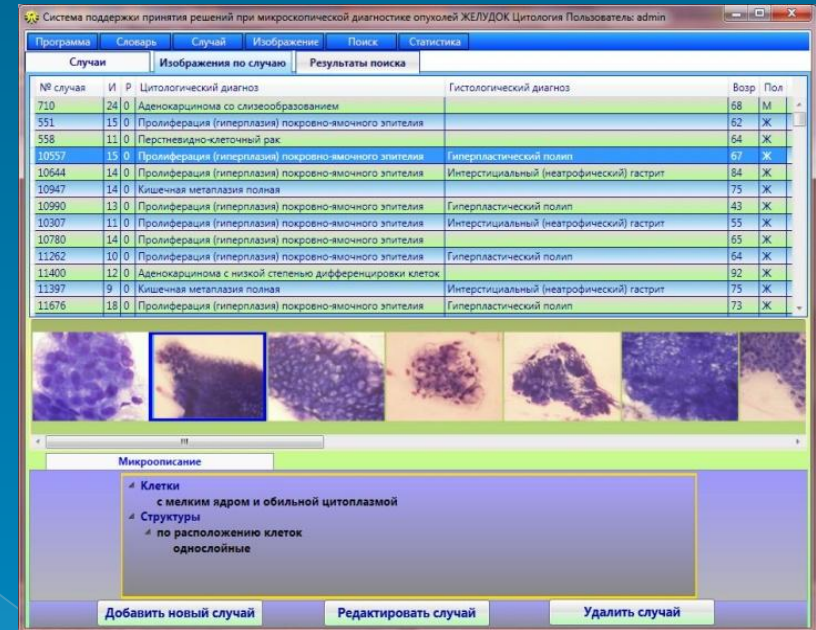 Система поддержки принятия решений при микроскопической диагностике опухолей ЖЕЛУДОК Цитология Пользователь: admin
Программа Словарь Случай Изображение Поиск Статистика
Случаи Изображения по случаю Результаты поиска
№ случая И Р Цитологический диагноз Гистологический диагноз Возр Пол
710 24 0 Аденокарцинома со слизеобразованием 68 М
551 15 0 Пролиферация (гиперплазия) покровно-ямочного эпителия 62 Ж
558 11 0 Перстневидно-клеточный рак 64 Ж
10557 15 0 Пролиферация (гиперплазия) покровно-ямочного эпителия Гиперпластический полип 67 Ж
10644 14 0 Пролиферация (гиперплазия) покровно-ямочного эпителия Интерстициальный (неатрофический) гастрит 84 Ж
10947 14 0 Кишечная метаплазия полная 75 Ж
10990 13 0 Пролиферация (гиперплазия) покровно-ямочного эпителия Гиперпластический полип 43 Ж
10307 11 0 Пролиферация (гиперплазия) покровно-ямочного эпителия Интерстициальный (неатрофический) гастрит 55 Ж
10780 14 0 Пролиферация (гиперплазия) покровно-ямочного эпителия 65 Ж
11262 10 0 Пролиферация (гиперплазия) покровно-ямочного эпителия Гиперпластический полип 64 Ж
11400 12 0 Аденокарцинома с низкой степенью дифференцировки клеток 92 Ж
11397 9 0 Кишечная метаплазия полная Интерстициальный (неатрофический) гастрит 75 Ж
11676 18 0 Пролиферация (гиперплазия) покровно-ямочного эпителия Гиперпластический полип 73 Ж
Микроописание
Клетки
с мелким ядром и обильной цитоплазмой
Структуры
по расположению клеток
однослойные
Добавить новый случай Редактировать случай Удалить случай